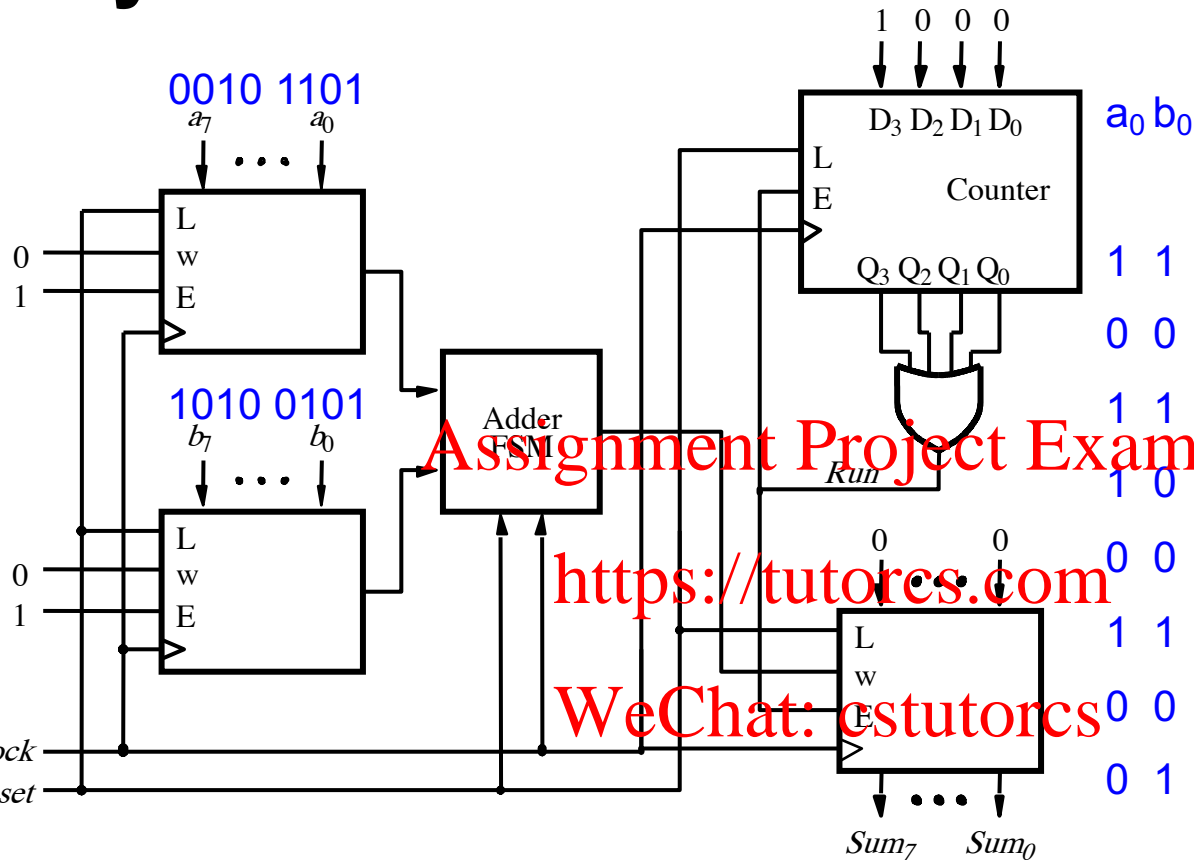 1 0 0 0
0010 1101
a7 a0
D3 D2 D1 D0
a0 b0
L
E
Counter
L
0 w
1 E
Q3 Q2 Q1 Q0
1 1
0 0
1010 0101
b7 b0
Adder
FSM
1 1
Assignment Project Exam
Run
1 0
L
0 w
1 E
0 0
0 0
https://tutorcs.com
L
w
E
1 1
WeChat: cstutorcs
0 0
ock
set
0 1
Sum7 Sum0